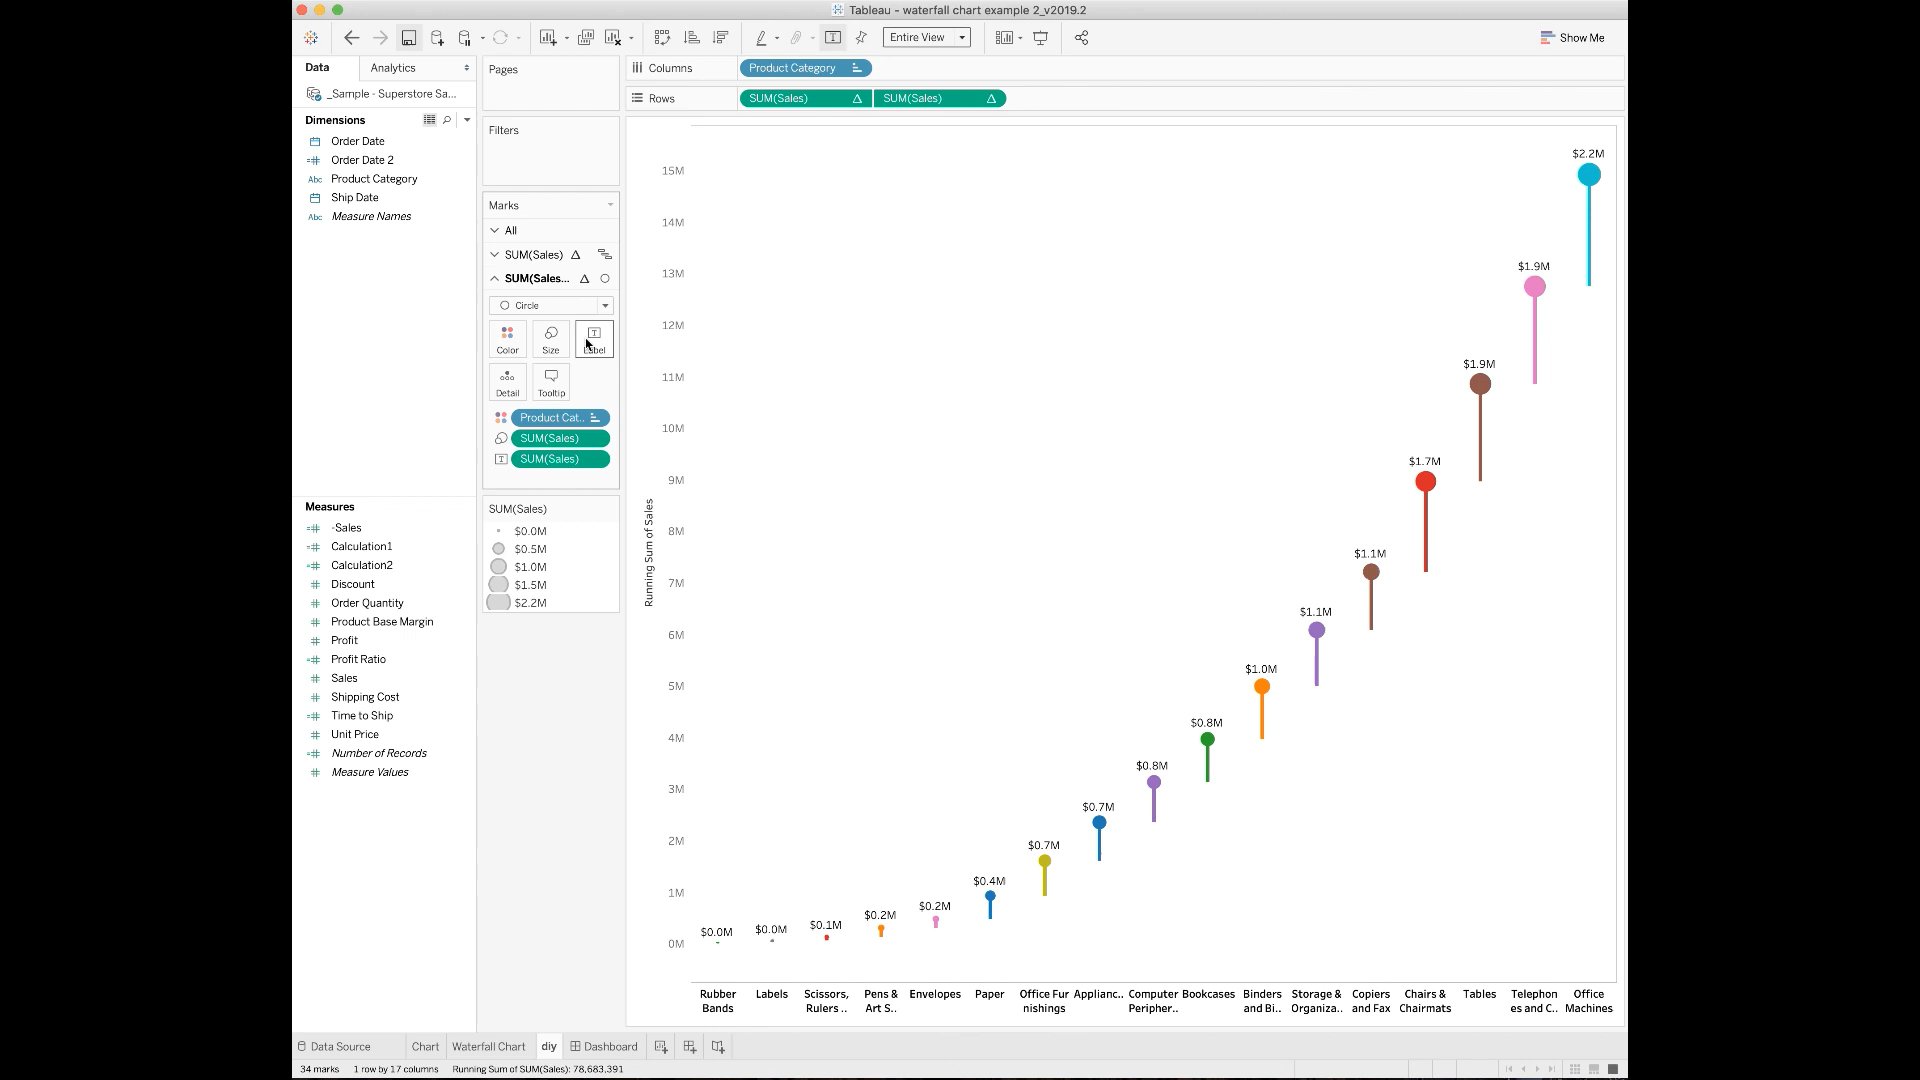 Tableau - waterfall chart example 2_v2019.2
Entire View
Show Me
Data
Analytics
_Sample - Superstore Sa...
Dimensions
Order Date
Order Date 2
Abc Product Category
Ship Date
Abc Measure Names
Measures
-Sales
Calculation1
Calculation2
Discount
Order Quantity
Product Base Margin
Profit
Profit Ratio
Sales
Shipping Cost
Time to Ship
Unit Price
Number of Records
Measure Values
Pages
Filters
Marks
All
SUM(Sales)
SUM(Sales...
Circle
Color
Size
Label
Detail
Tooltip
Product Cat..
SUM(Sales)
SUM(Sales)
SUM(Sales)
$0.0M
$0.5M
$1.0M
$1.5M
$2.2M
Columns
Product Category
Rows
SUM(Sales)
SUM(Sales)
Running Sum of Sales
15M
14M
13M
12M
11M
10M
9M
8M
7M
6M
5M
4M
3M
2M
1M
0M
$0.0M
$0.0M
$0.1M
$0.2M
$0.2M
$0.4M
$0.7M
$0.7M
$0.8M
$0.8M
$1.0M
$1.1M
$1.1M
$1.7M
$1.9M
$1.9M
$2.2M
Rubber
Bands
Labels
Scissors,
Rulers ..
Pens &
Art S..
Envelopes
Paper
Office Fur
nishings
Applianc..
Computer
Peripher..
Bookcases
Binders
and Bi..
Storage &
Organiza..
Copiers
and Fax
Chairs &
Chairmats
Tables
Telephon
es and C..
Office
Machines
Data Source
Chart
Waterfall Chart
diy
Dashboard
34 marks
1 row by 17 columns
Running Sum of SUM(Sales): 78,683,391